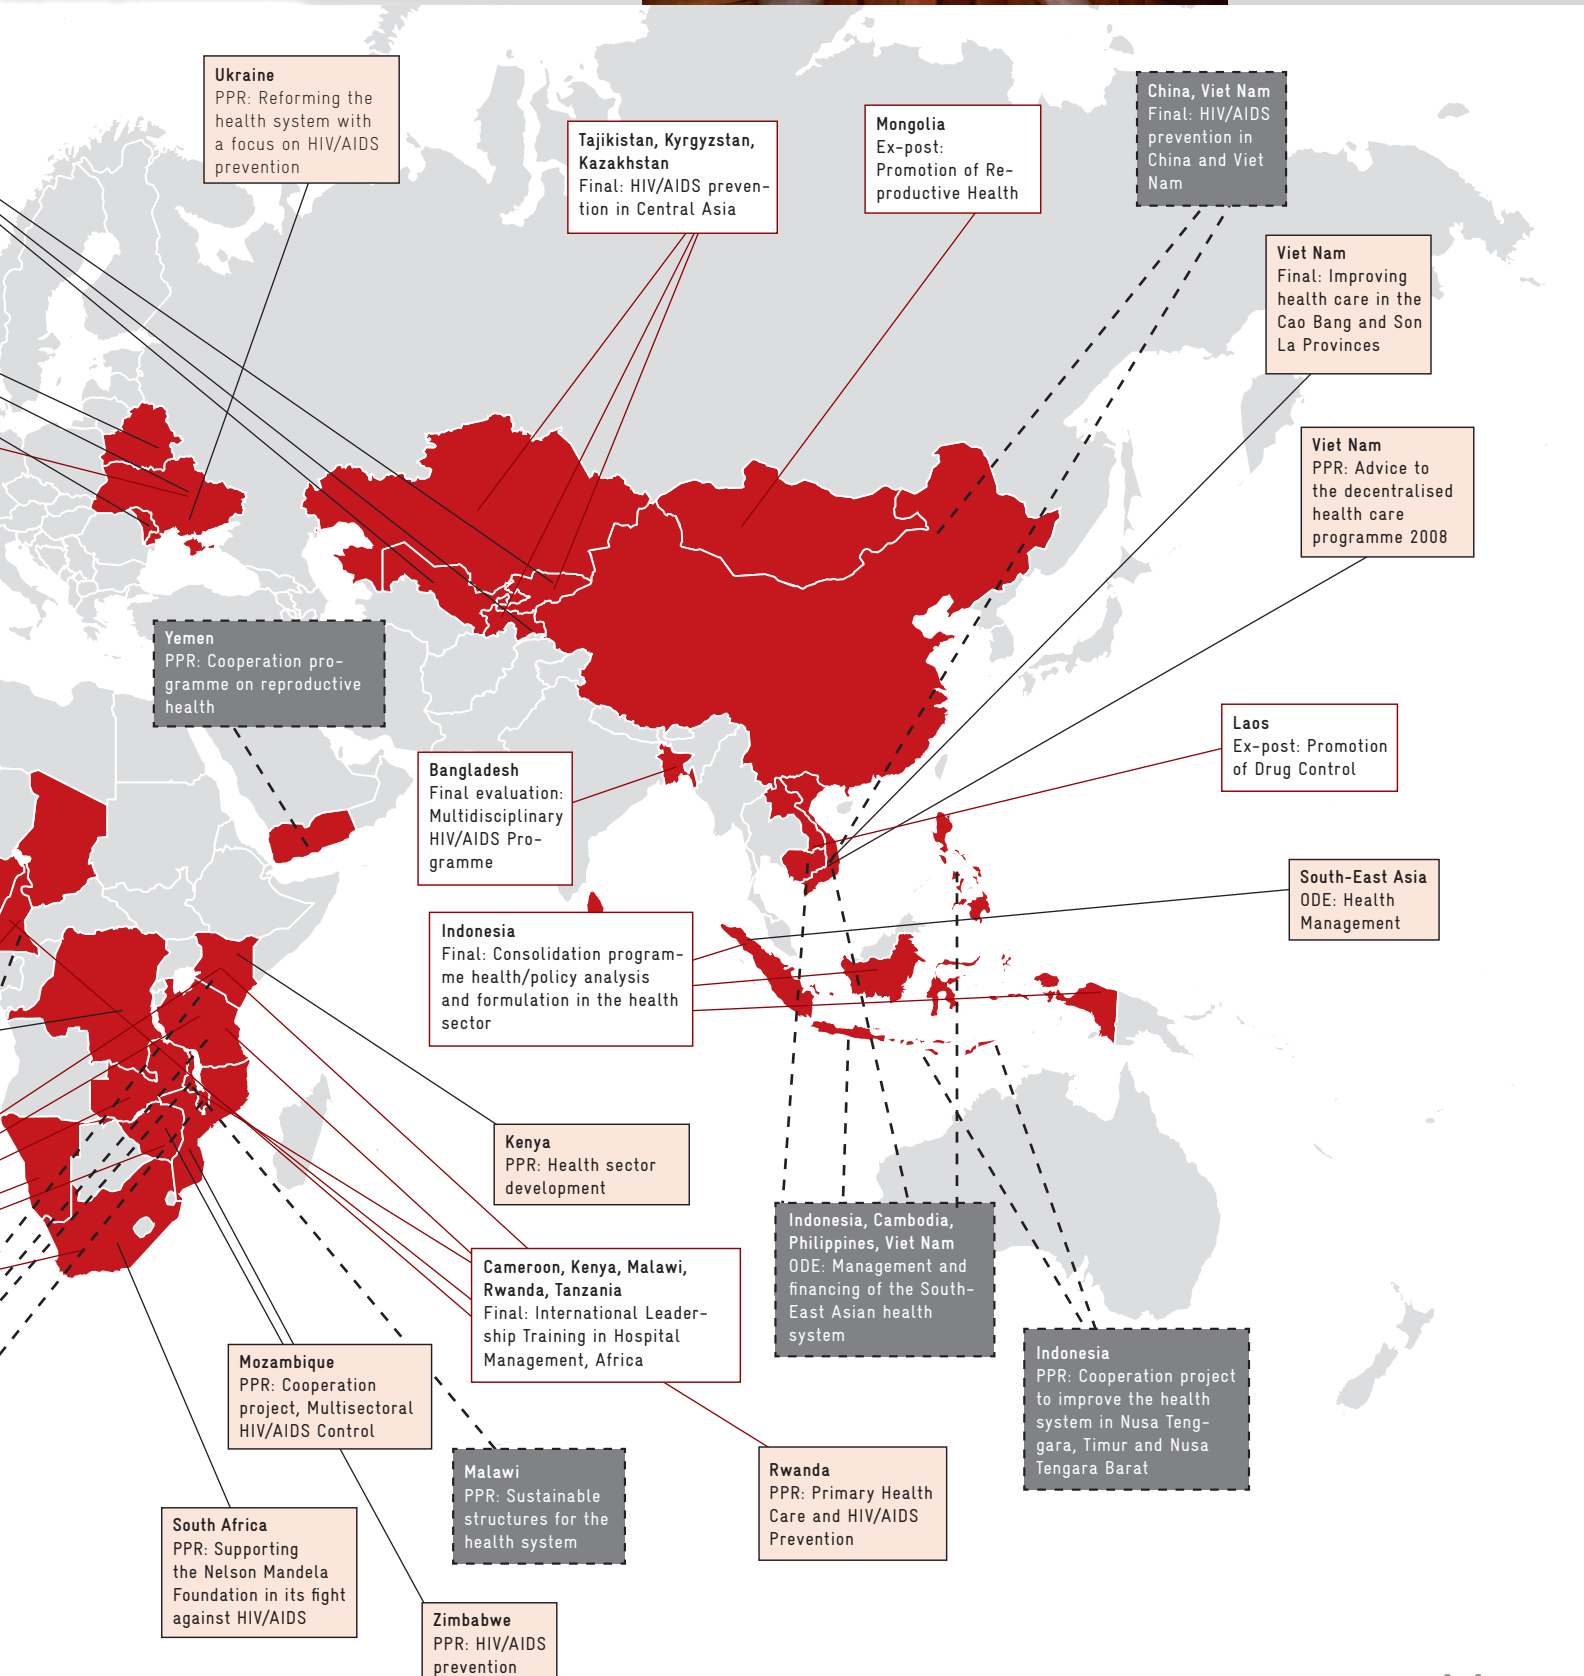 Ukraine
PPR: Reforming the
health system with
a focus on HIV/AIDS
prevention
Tajikistan, Kyrgyzstan,
Kazakhstan
Final: HIV/AIDS preven-
tion in Central Asia
Mongolia
Ex-post:
Promotion of Re-
productive Health
China, Viet Nam
Final: HIV/AIDS
prevention in
China and Viet
Nam
Viet Nam
Final: Improving
health care in the
Cao Bang and Son
La Provinces
Viet Nam
PPR: Advice to
the decentralised
health care
programme 2008
Yemen
PPR: Cooperation pro-
gramme on reproductive
health
Laos
Ex-post: Promotion
of Drug Control
Bangladesh
Final evaluation:
Multidisciplinary
HIV/AIDS Pro-
gramme
South-East Asia
ODE: Health
Management
Indonesia
Final: Consolidation program-
me health/policy analysis
and formulation in the health
sector
Kenya
PPR: Health sector
development
Indonesia, Cambodia,
Philippines, Viet Nam
ODE: Management and
financing of the South-
East Asian health
system
Cameroon, Kenya, Malawi,
Rwanda, Tanzania
Final: International Leader-
ship Training in Hospital
Management, Africa
Indonesia
PPR: Cooperation project
to improve the health
system in Nusa Teng-
gara, Timur and Nusa
Tengara Barat
Mozambique
PPR: Cooperation
project, Multisectoral
HIV/AIDS Control
Malawi
PPR: Sustainable
structures for the
health system
Rwanda
PPR: Primary Health
Care and HIV/AIDS
Prevention
South Africa
PPR: Supporting
the Nelson Mandela
Foundation in its fight
against HIV/AIDS
Zimbabwe
PPR: HIV/AIDS
prevention